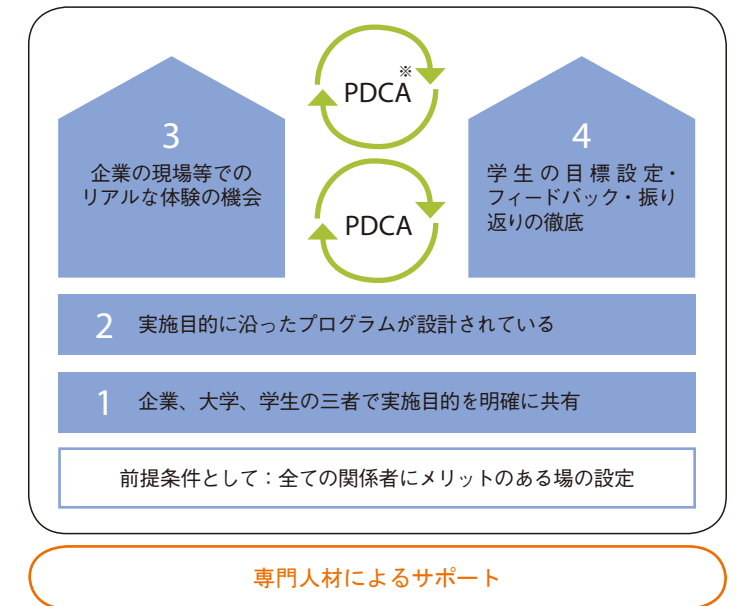 ※
PDCA
3
企業の現場等での
リアルな体験の機会
4
学生の目標設定・
フィードバック・振り
返りの徹底
PDCA
2 実施目的に沿ったプログラムが設計されている
1 企業、大学、学生の三者で実施目的を明確に共有
前提条件として：全ての関係者にメリットのある場の設定
専門人材によるサポート